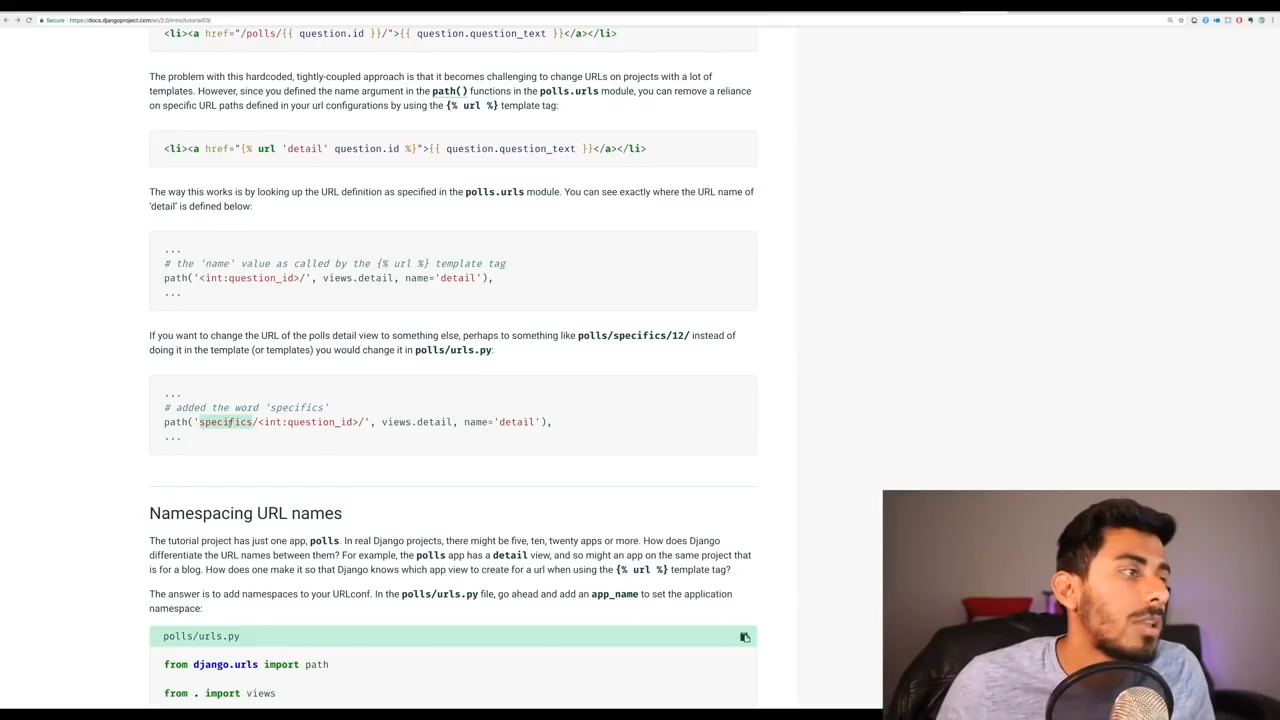 Secure https://docs.djangoproject.com/en/2.0/intro/tutorial03/
<li><a href="/polls/{{ question.id }}/">{{ question.question_text }}</a></li>
The problem with this hardcoded, tightly-coupled approach is that it becomes challenging to change URLs on projects with a lot of
templates. However, since you defined the name argument in the path() functions in the polls.urls module, you can remove a reliance
on specific URL paths defined in your url configurations by using the {% url %} template tag:
<li><a href="{% url 'detail' question.id %}">{{ question.question_text }}</a></li>
The way this works is by looking up the URL definition as specified in the polls.urls module. You can see exactly where the URL name of
'detail' is defined below:
...
# the 'name' value as called by the {% url %} template tag
path('<int:question_id>/', views.detail, name='detail'),
...
If you want to change the URL of the polls detail view to something else, perhaps to something like polls/specifics/12/ instead of
doing it in the template (or templates) you would change it in polls/urls.py:
...
# added the word 'specifics'
path('specifics/<int:question_id>/', views.detail, name='detail'),
...
Namespacing URL names
The tutorial project has just one app, polls. In real Django projects, there might be five, ten, twenty apps or more. How does Django
differentiate the URL names between them? For example, the polls app has a detail view, and so might an app on the same project that
is for a blog. How does one make it so that Django knows which app view to create for a url when using the {% url %} template tag?
The answer is to add namespaces to your URLconf. In the polls/urls.py file, go ahead and add an app_name to set the application
namespace:
polls/urls.py
from django.urls import path
from . import views